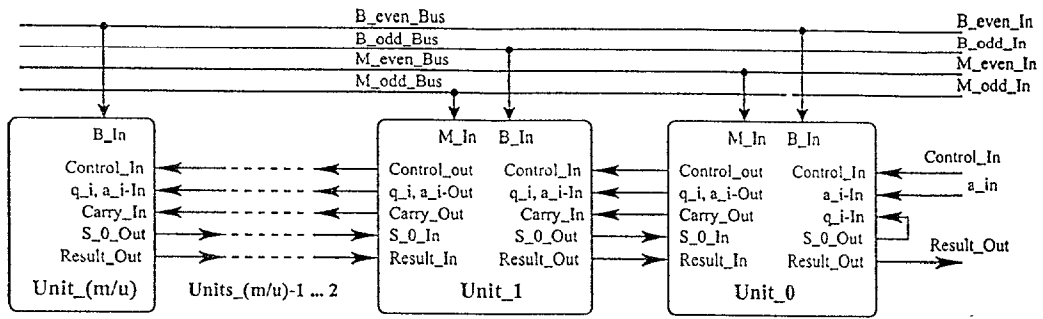 B_even_Bus B_even_In
B_odd_Bus B_odd_In
M_even_Bus M_even_In
M_odd_Bus M_odd_In
B_In M_In B_In M_In B_In
Control_In Control_out Control_In Control_out Control_In Control_In
q_i, a_i-In q_i, a_i-Out q_i, a_i-In q_i, a_i-Out a_i-In a_in
Carry_In Carry_Out Carry_In Carry_Out q_i-In
S_0_Out S_0_In S_0_Out S_0_In S_0_Out
Result_Out Result_In Result_Out Result_In Result_Out Result_Out
Unit_(m/u) Units_(m/u)-1 ... 2 Unit_1 Unit_0